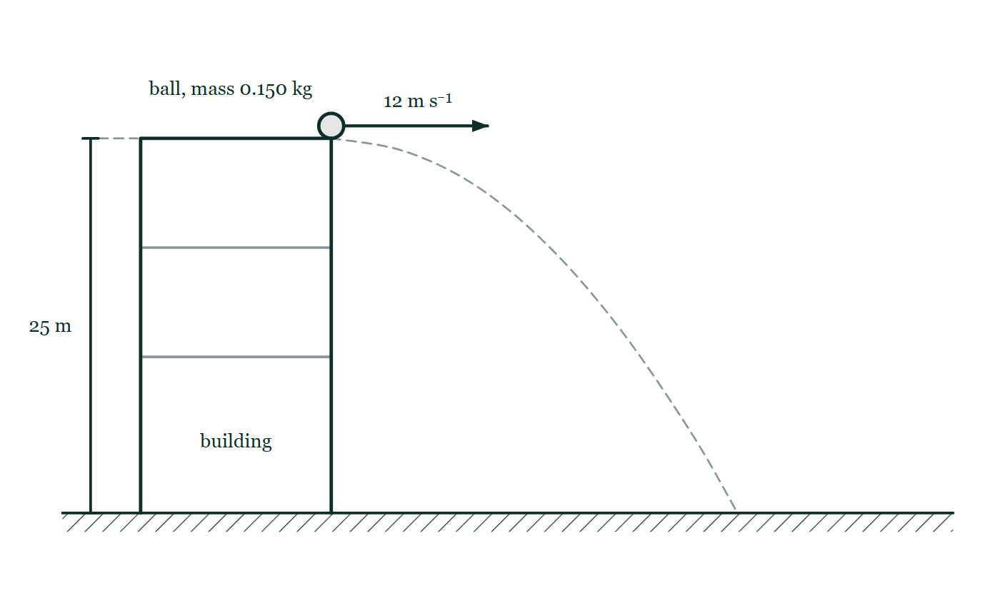 ball, mass 0.150 kg
12 m s⁻¹
25 m
building